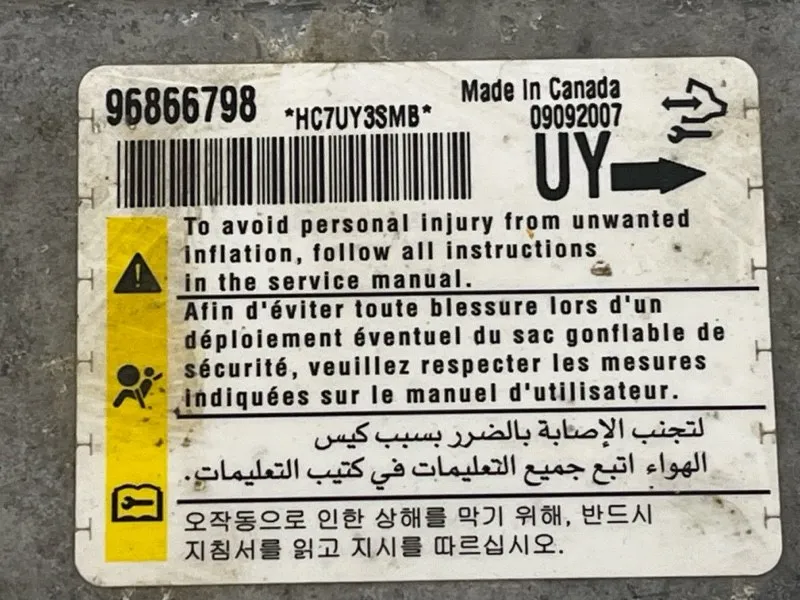 96866798
*HC7UY3SMB*
Made In Canada
09092007
UY
To avoid personal injury from unwanted
inflation, follow all instructions
in the service manual.
Afin d'éviter toute blessure lors d'un
déploiement éventuel du sac gonflable de
sécurité, veuillez respecter les mesures
indiquées sur le manuel d'utilisateur.
لتجنب الإصابة بالضرر بسبب كيس
الهواء اتبع جميع التعليمات في كتيب التعليمات.
오작동으로 인한 상해를 막기 위해, 반드시
지침서를 읽고 지시를 따르십시오.